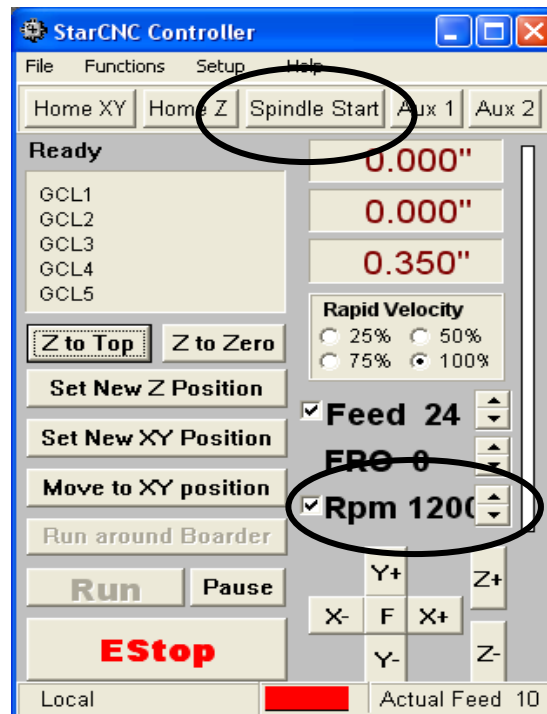 StarCNC Controller
File Functions Setup Help
Home XY Home Z Spindle Start Aux 1 Aux 2
Ready
GCL1
GCL2
GCL3
GCL4
GCL5
0.000"
0.000"
0.350"
Rapid Velocity
25% 50%
75% 100%
Z to Top Z to Zero
Set New Z Position
Set New XY Position
Move to XY position
Run around Boarder
Run Pause
EStop
Feed 24
FRO 0
Rpm 1200
Y+ Z+
X- F X+
Y- Z-
Local Actual Feed 10